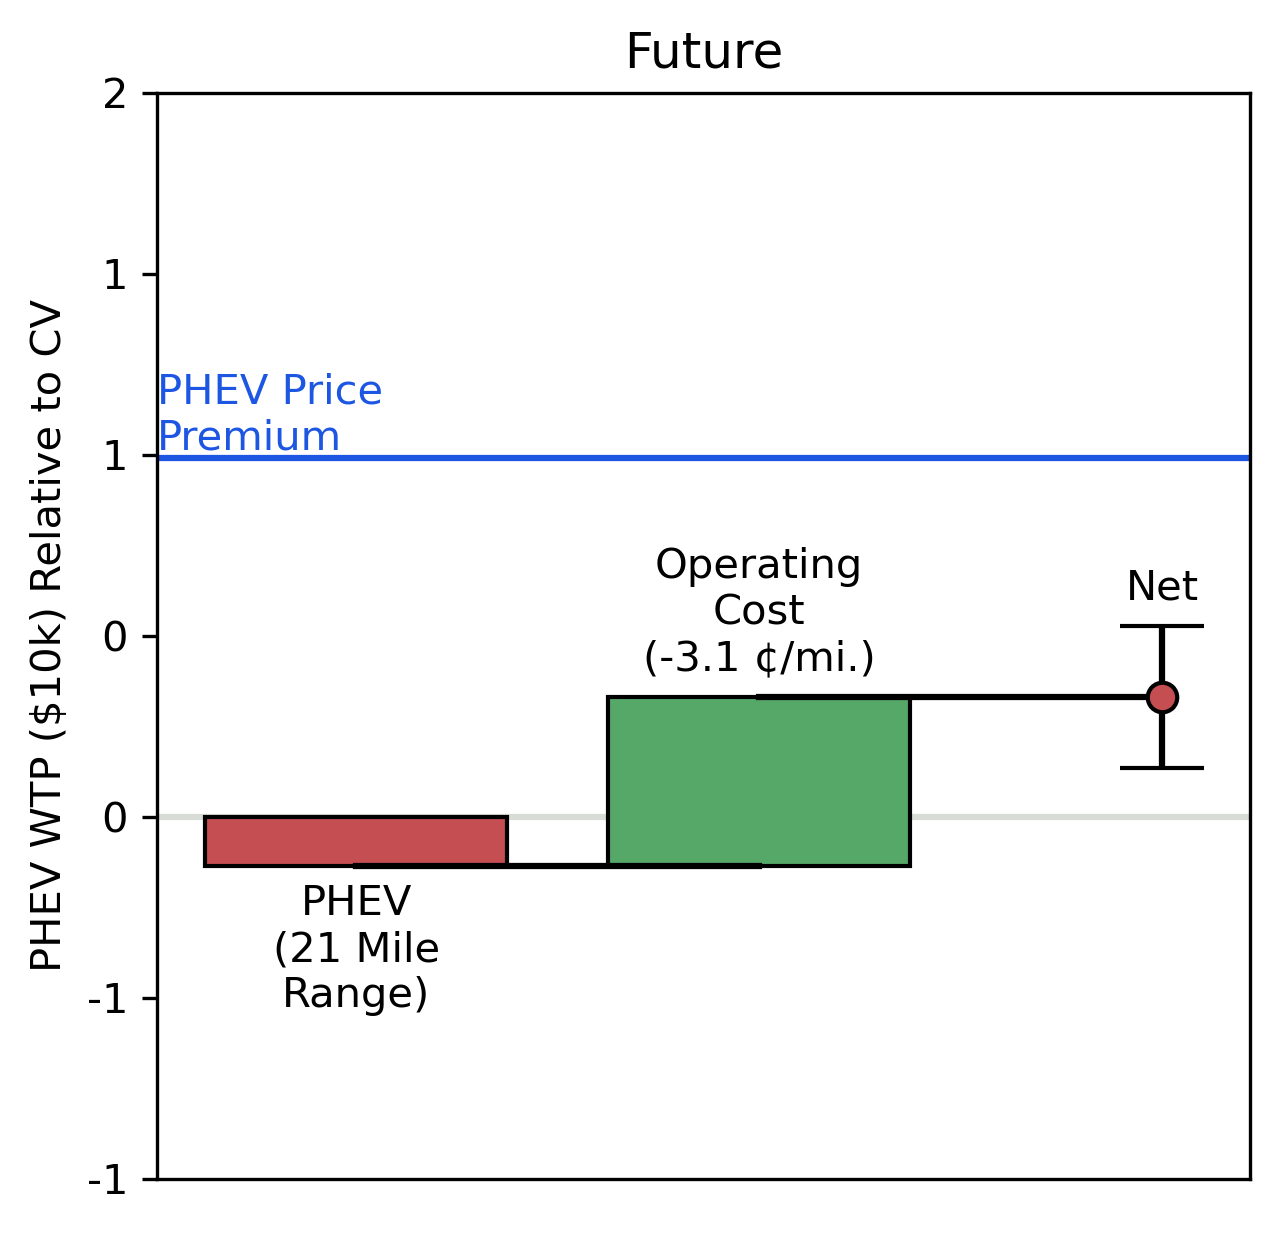 Future
PHEV WTP ($10k) Relative to CV
2
1
1
0
0
-1
-1
PHEV Price
Premium
Operating
Cost
(-3.1 ¢/mi.)
Net
PHEV
(21 Mile
Range)